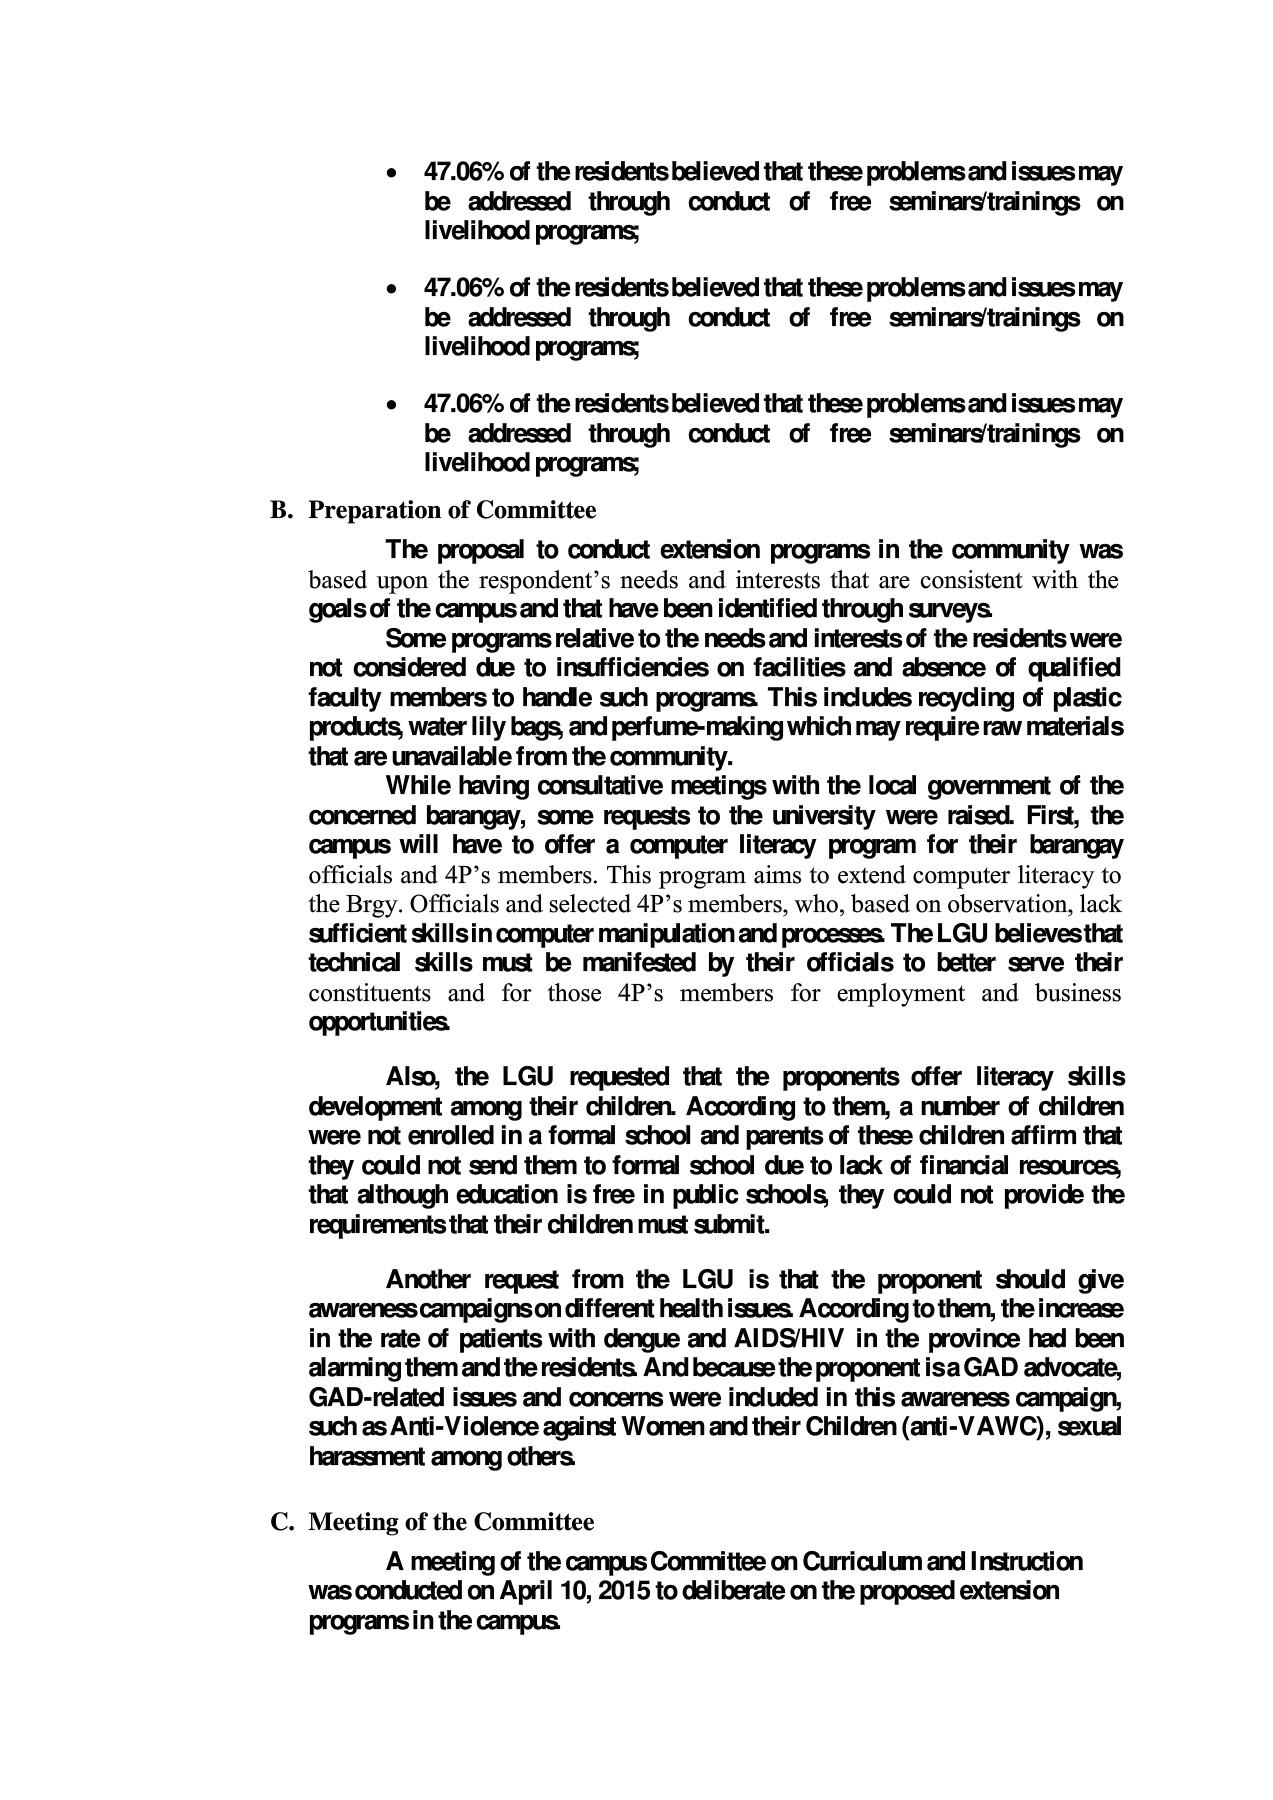 • 47.06% of the residents believed that these problems and issues may
be addressed through conduct of free seminars/trainings on
livelihood programs;
• 47.06% of the residents believed that these problems and issues may
be addressed through conduct of free seminars/trainings on
livelihood programs;
• 47.06% of the residents believed that these problems and issues may
be addressed through conduct of free seminars/trainings on
livelihood programs;
B. Preparation of Committee
The proposal to conduct extension programs in the community was
based upon the respondent’s needs and interests that are consistent with the
goals of the campus and that have been identified through surveys.
Some programs relative to the needs and interests of the residents were
not considered due to insufficiencies on facilities and absence of qualified
faculty members to handle such programs. This includes recycling of plastic
products, water lily bags, and perfume-making which may require raw materials
that are unavailable from the community.
While having consultative meetings with the local government of the
concerned barangay, some requests to the university were raised. First, the
campus will have to offer a computer literacy program for their barangay
officials and 4P’s members. This program aims to extend computer literacy to
the Brgy. Officials and selected 4P’s members, who, based on observation, lack
sufficient skills in computer manipulation and processes. The LGU believes that
technical skills must be manifested by their officials to better serve their
constituents and for those 4P’s members for employment and business
opportunities.
Also, the LGU requested that the proponents offer literacy skills
development among their children. According to them, a number of children
were not enrolled in a formal school and parents of these children affirm that
they could not send them to formal school due to lack of financial resources,
that although education is free in public schools, they could not provide the
requirements that their children must submit.
Another request from the LGU is that the proponent should give
awareness campaigns on different health issues. According to them, the increase
in the rate of patients with dengue and AIDS/HIV in the province had been
alarming them and the residents. And because the proponent is a GAD advocate,
GAD-related issues and concerns were included in this awareness campaign,
such as Anti-Violence against Women and their Children (anti-VAWC), sexual
harassment among others.
C. Meeting of the Committee
A meeting of the campus Committee on Curriculum and Instruction
was conducted on April 10, 2015 to deliberate on the proposed extension
programs in the campus.